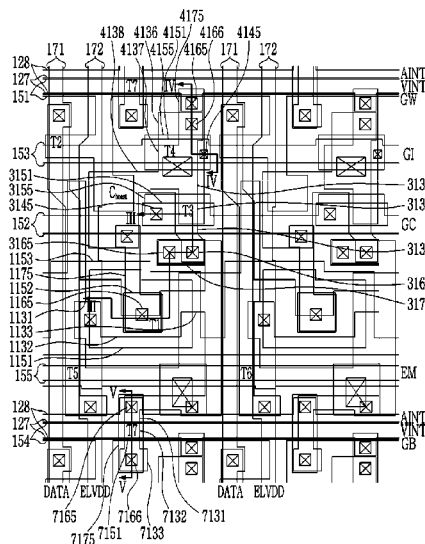 4175
4136 4151 4166
4138 4137 4155 4165 4145
171 172 171 172
128 AINT
127 T7 IV VINT
151 GW
T2
153 T4 GI
V
3151 C
3155 313
3145 III T3 313
152 GC
3165 313
1153
1175 316
1152 317
1165
1131
1133
1132
1151
155 T5 T6 EM
128 V AINT
127 VINT
154 T7 GB
DATA ELVDD V DATA ELVDD
7165 7131
7166 7132
7151 7133
7175